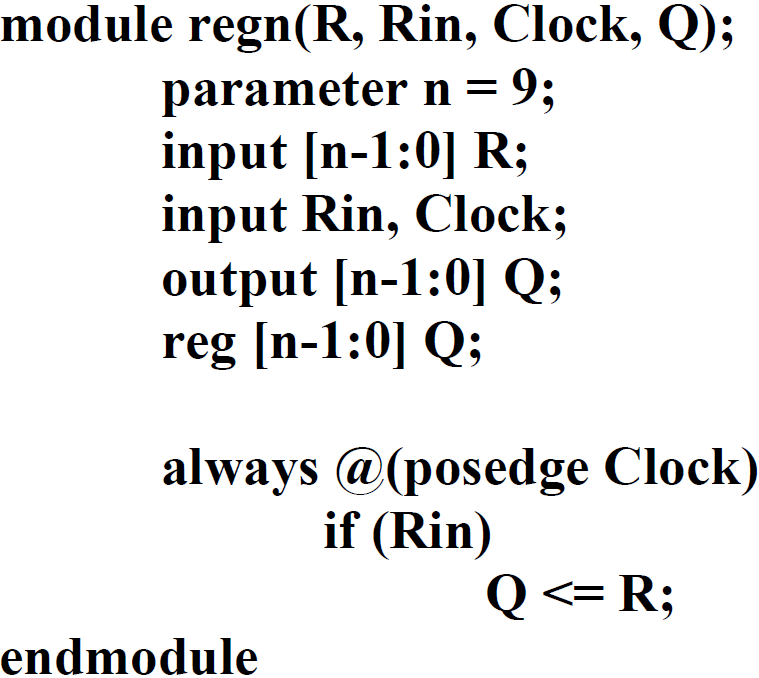 module regn(R, Rin, Clock, Q);
parameter n = 9;
input [n-1:0] R;
input Rin, Clock;
output [n-1:0] Q;
reg [n-1:0] Q;
always @(posedge Clock)
if (Rin)
Q <= R;
endmodule